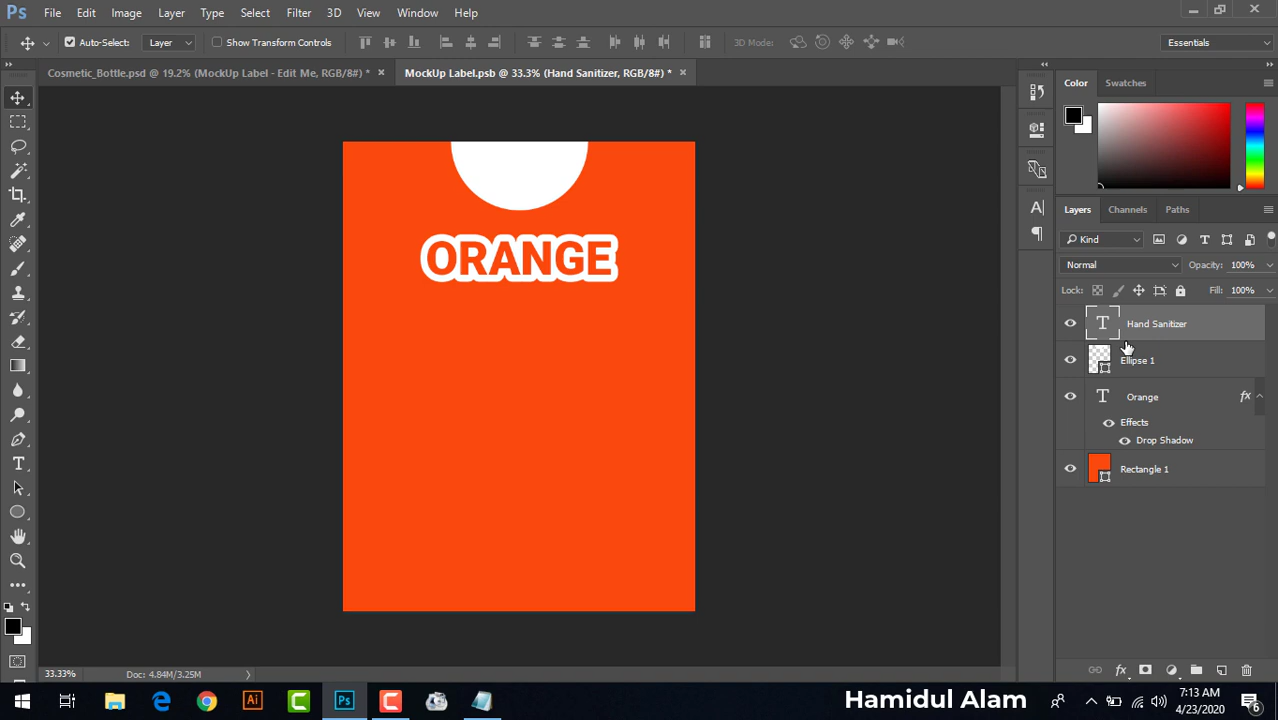 Ps File Edit Image Layer Type Select Filter 3D View Window Help
Auto-Select: Layer Show Transform Controls 3D Mode: Essentials
Cosmetic_Bottle.psd @ 19.2% (MockUp Label - Edit Me, RGB/8#) * × MockUp Label.psb @ 33.3% (Hand Sanitizer, RGB/8#) * ×
Color Swatches
ORANGE
Layers Channels Paths
Kind
Normal Opacity: 100%
Lock: Fill: 100%
T Hand Sanitizer
Ellipse 1
T Orange fx
Effects
Drop Shadow
Rectangle 1
33.33% Doc: 4.84M/3.25M
Ai Ps
Hamidul Alam
7:13 AM
4/23/2020
6